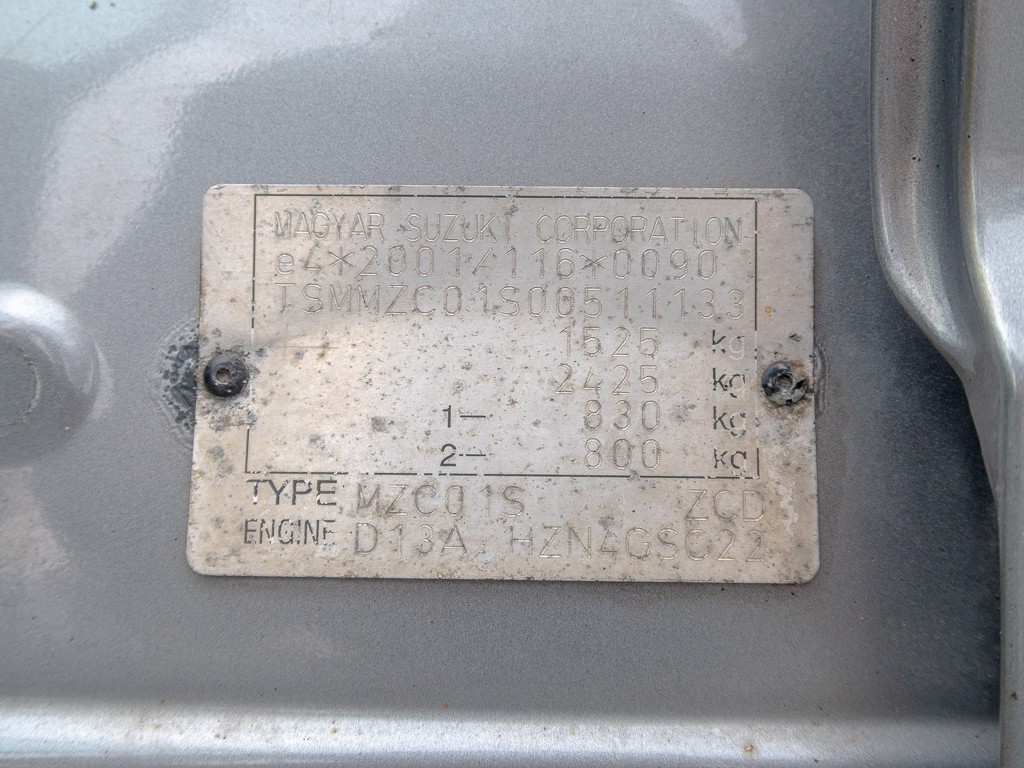 MAGYAR SUZUKI CORPORATION
e4*2001/116*0090
TSMMZC01S00511133
1525 kg
2425 kg
1— 830 kg
2— 800 kg
TYPE MZC01S ZCD
ENGINE D13A HZN4GSC22